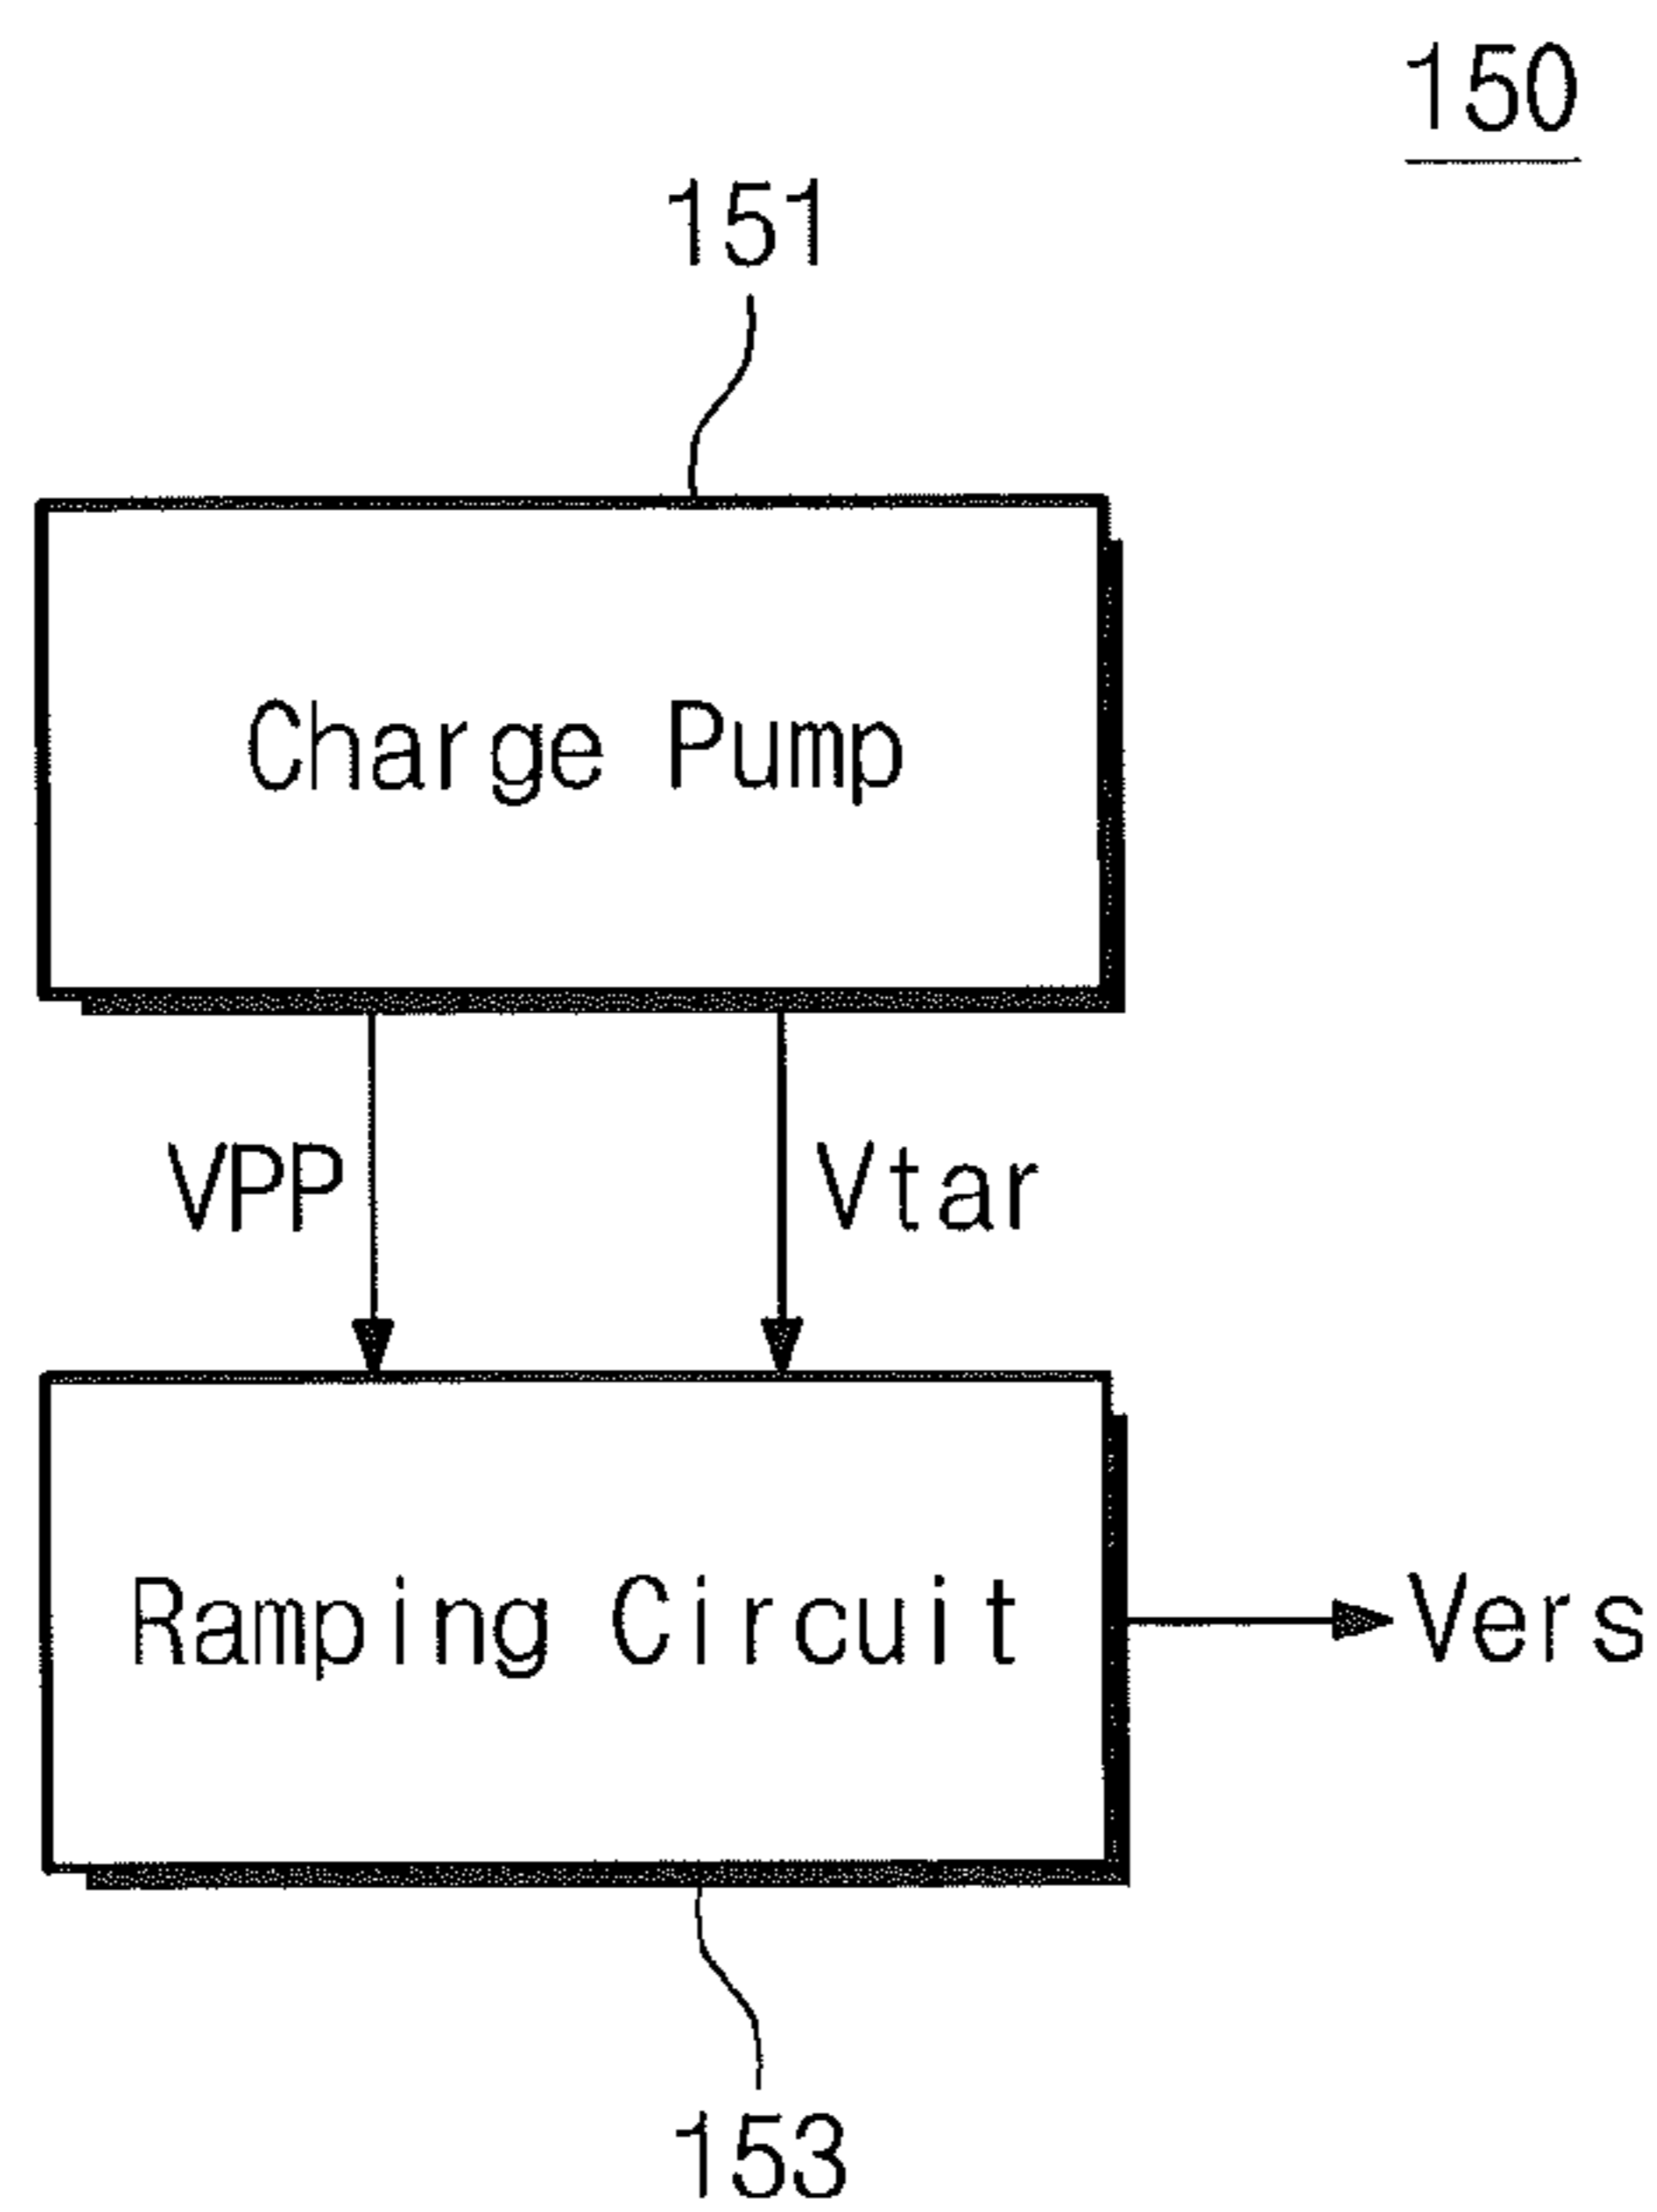 150
151
Charge Pump
VPP
Vtar
Ramping Circuit
Vers
153